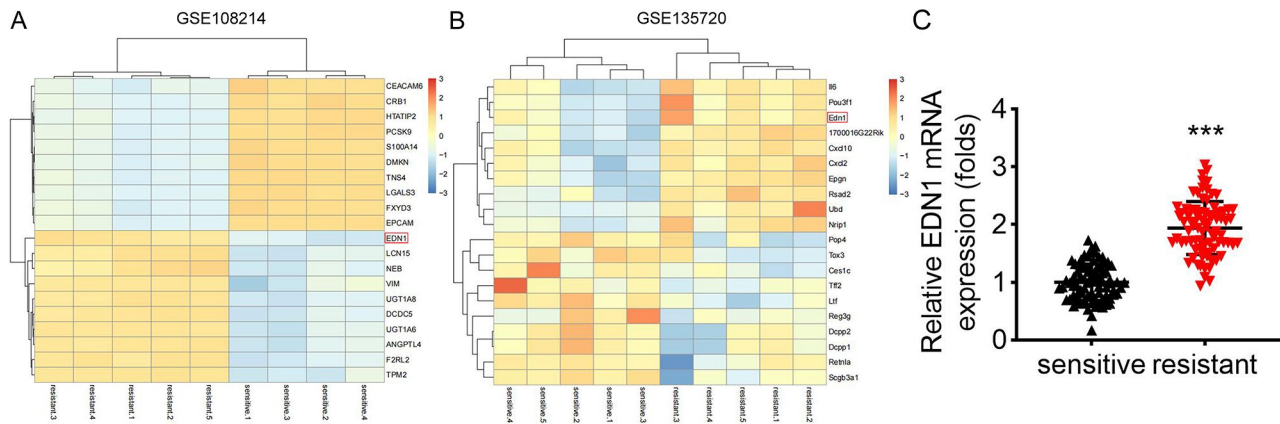 A
GSE108214
CEACAM6
CRB1
HTATIP2
PCSK9
S100A14
DMKN
TNS4
LGALS3
FXYD3
EPCAM
EDN1
LCN15
NEB
VIM
UGT1A8
DCDC5
UGT1A6
ANGPTL4
F2RL2
TPM2
3
2
1
0
−1
−2
−3
resistant.3
resistant.4
resistant.1
resistant.2
resistant.5
sensitive.1
sensitive.3
sensitive.2
sensitive.4
B
GSE135720
Il6
Pou3f1
Edn1
1700016G22Rik
Cxcl10
Cxcl2
Epgn
Rsad2
Ubd
Nrip1
Pop4
Tox3
Ces1c
Tff2
Ltf
Reg3g
Dcpp2
Dcpp1
Retnla
Scgb3a1
3
2
1
0
−1
−2
−3
sensitive.4
sensitive.5
sensitive.2
sensitive.1
sensitive.3
resistant.3
resistant.4
resistant.5
resistant.1
resistant.2
C
Relative EDN1 mRNA
expression (folds)
4
3
2
1
0
***
sensitive resistant